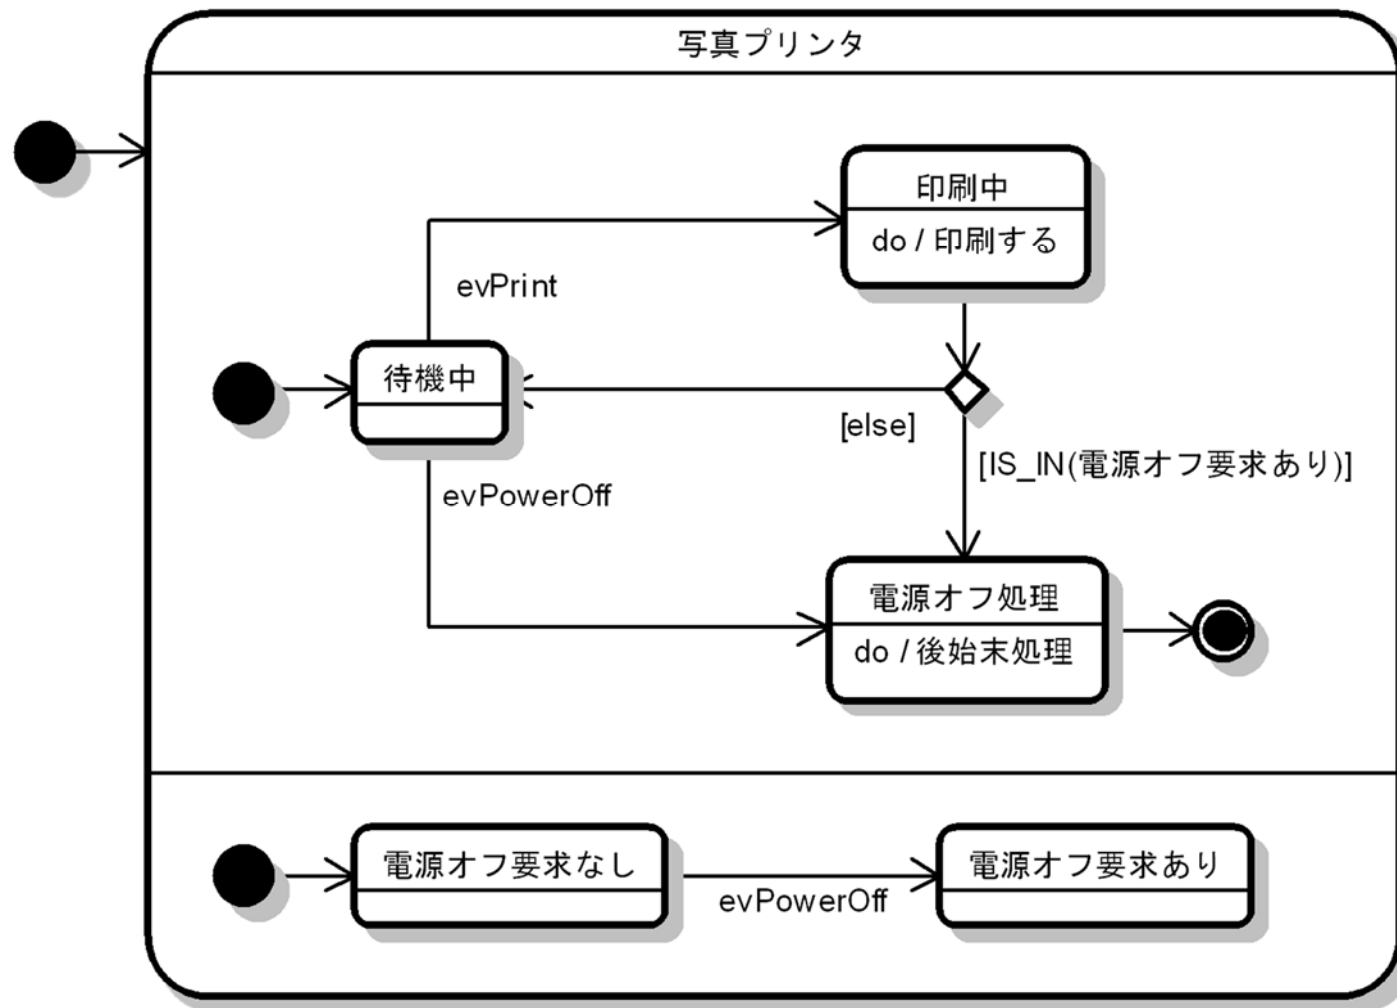 写真プリンタ
印刷中
do / 印刷する
evPrint
待機中
[else]
[IS_IN(電源オフ要求あり)]
evPowerOff
電源オフ処理
do / 後始末処理
電源オフ要求なし
evPowerOff
電源オフ要求あり